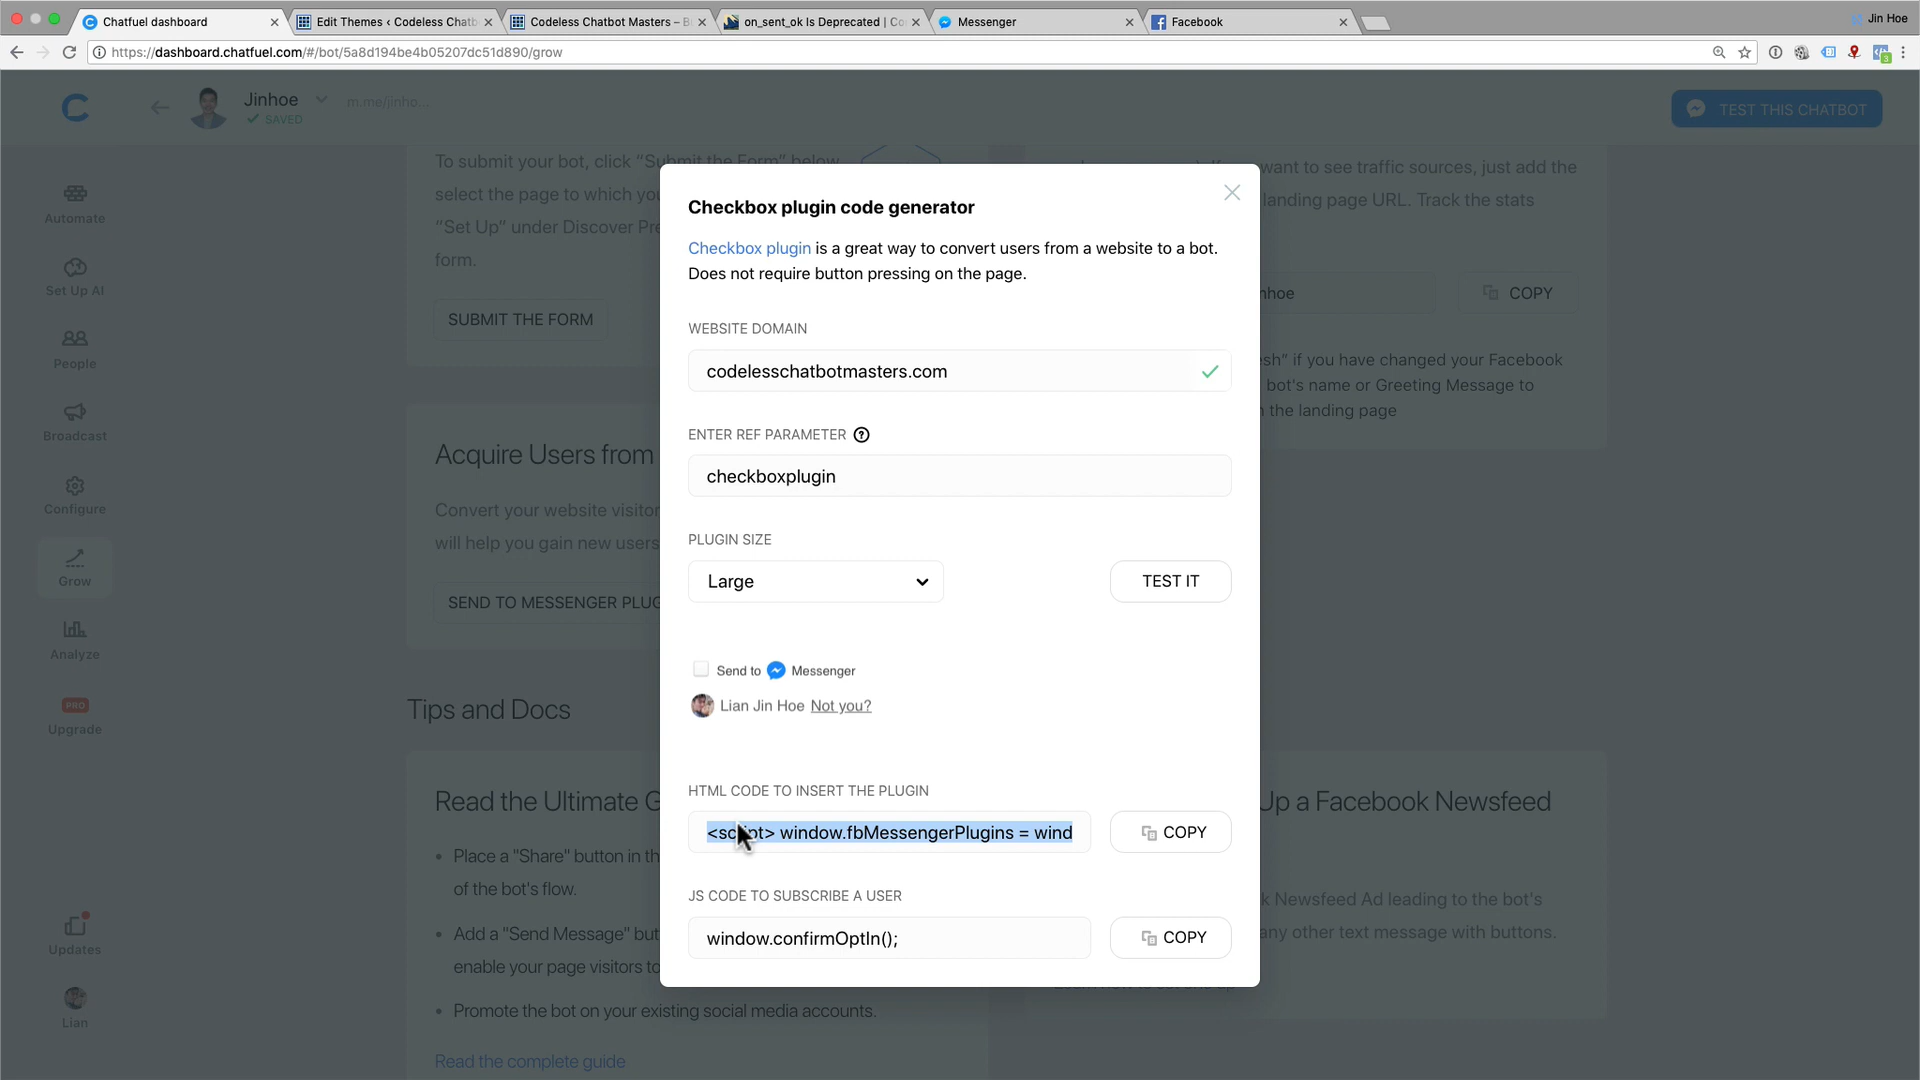 Chatfuel dashboard
Edit Themes ‹ Codeless Chatb
Codeless Chatbot Masters – B
on_sent_ok Is Deprecated | Co
Messenger
Facebook
Jin Hoe
https://dashboard.chatfuel.com/#/bot/5a8d194be4b05207dc51d890/grow
3
Jinhoe
m.me/jinho...
SAVED
TEST THIS CHATBOT
Automate
Set Up AI
People
Broadcast
Configure
Grow
Analyze
PRO
Upgrade
Updates
Lian
To submit your bot, click “Submit the Form” below
select the page to which you
“Set Up” under Discover Pre
form.
SUBMIT THE FORM
want to see traffic sources, just add the
landing page URL. Track the stats
nhoe
COPY
esh” if you have changed your Facebook
bot's name or Greeting Message to
the landing page
Acquire Users from
Convert your website visitor
will help you gain new users
SEND TO MESSENGER PLUG
Tips and Docs
Read the Ultimate G
• Place a "Share" button in th
of the bot's flow.
• Add a "Send Message" but
enable your page visitors to
• Promote the bot on your existing social media accounts.
Read the complete guide
Up a Facebook Newsfeed
k Newsfeed Ad leading to the bot's
any other text message with buttons.
Checkbox plugin code generator
Checkbox plugin is a great way to convert users from a website to a bot.
Does not require button pressing on the page.
WEBSITE DOMAIN
codelesschatbotmasters.com
ENTER REF PARAMETER ?
checkboxplugin
PLUGIN SIZE
Large
TEST IT
Send to Messenger
Lian Jin Hoe Not you?
HTML CODE TO INSERT THE PLUGIN
<script> window.fbMessengerPlugins = wind
COPY
JS CODE TO SUBSCRIBE A USER
window.confirmOptIn();
COPY